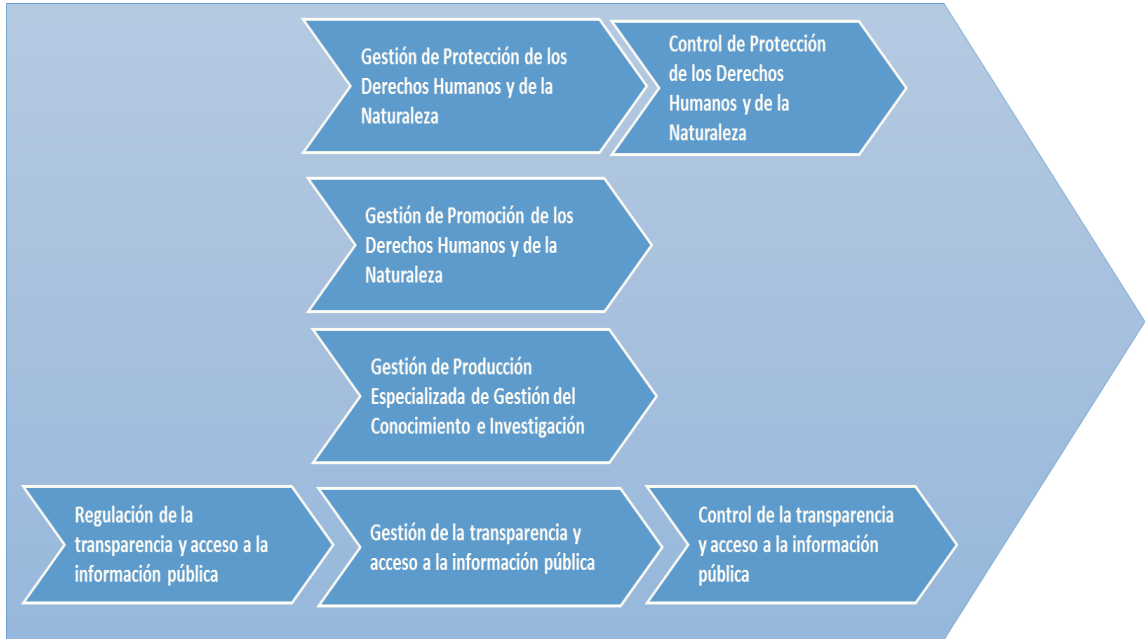 Gestión de Protección de los
Derechos Humanos y de la
Naturaleza
Control de Protección
de los Derechos
Humanos y de la
Naturaleza
Gestión de Promoción de los
Derechos Humanos y de la
Naturaleza
Gestión de Producción
Especializada de Gestión del
Conocimiento e Investigación
Regulación de la
transparencia y acceso a la
información pública
Gestión de la transparencia y
acceso a la información pública
Control de la transparencia
y acceso a la información
pública